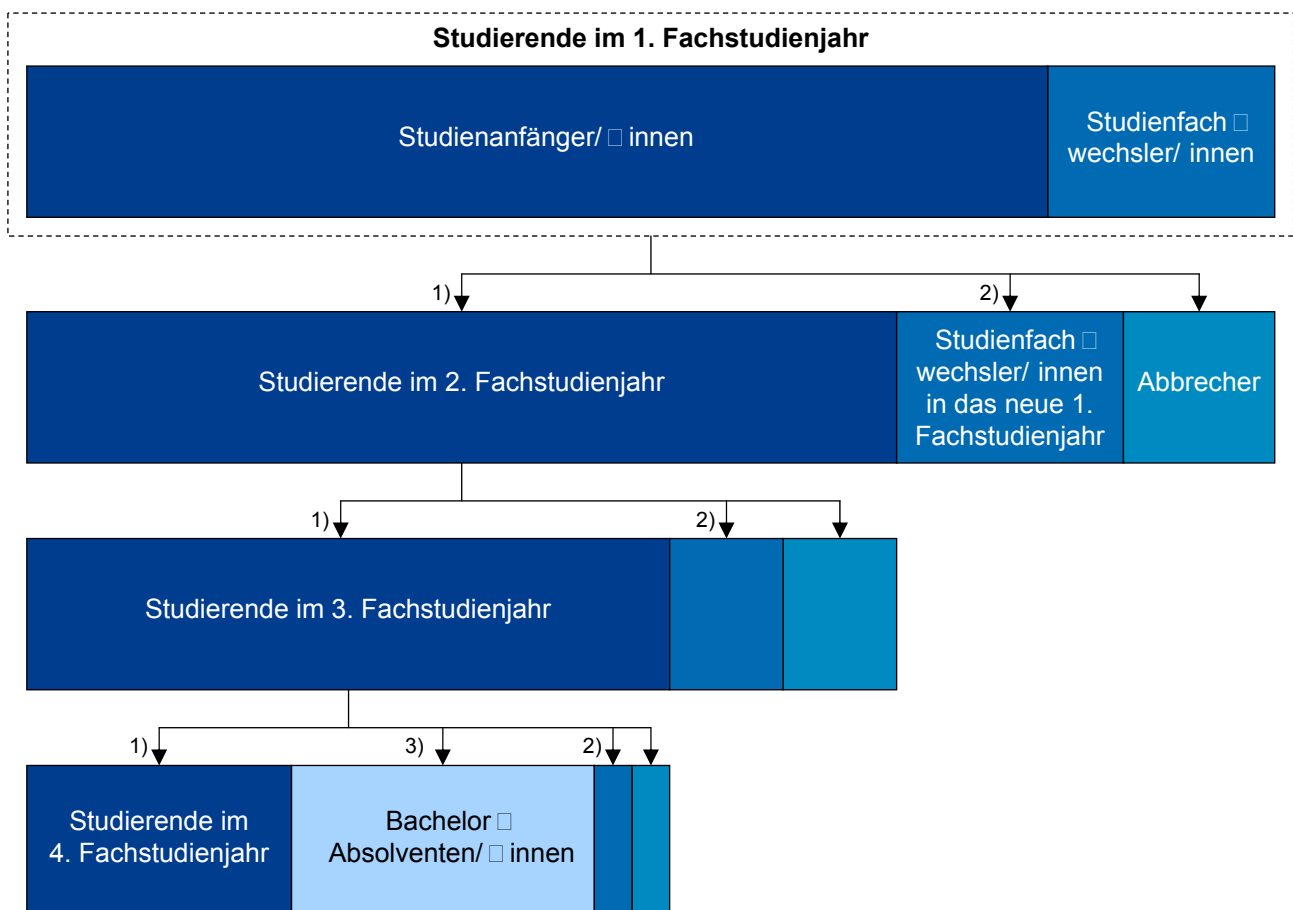 Studierende im 1. Fachstudienjahr
Studienanfänger/ □ innen
Studienfach □
wechsler/ innen
1)
2)
Studierende im 2. Fachstudienjahr
Studienfach □
wechsler/ innen
in das neue 1.
Fachstudienjahr
Abbrecher
1)
2)
Studierende im 3. Fachstudienjahr
1)
3)
2)
Studierende im
4. Fachstudienjahr
Bachelor □
Absolventen/ □ innen